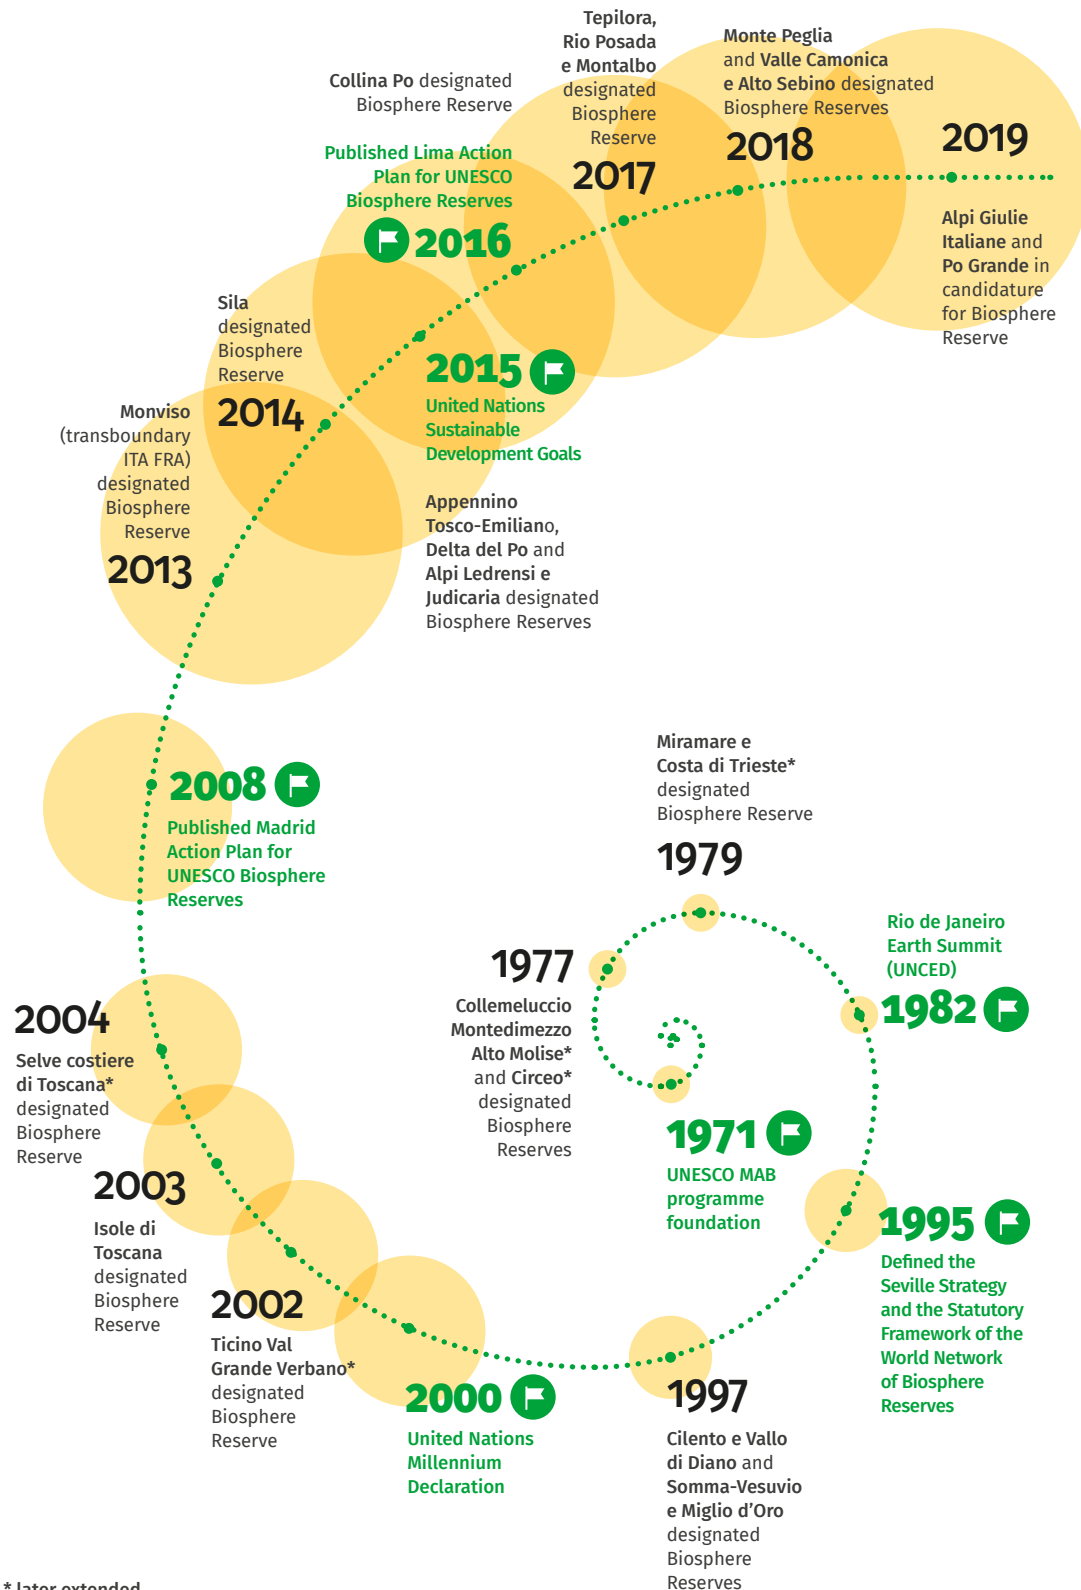 Tepilora,
Rio Posada
e Montalbo
designated
Biosphere
Reserve
2017
Monte Peglia
and Valle Camonica
e Alto Sebino designated
Biosphere Reserves
2018
2019
Alpi Giulie
Italiane and
Po Grande in
candidature
for Biosphere
Reserve
Collina Po designated
Biosphere Reserve
Published Lima Action
Plan for UNESCO
Biosphere Reserves
2016
2015
United Nations
Sustainable
Development Goals
Appennino
Tosco-Emiliano,
Delta del Po and
Alpi Ledrensi e
Judicaria designated
Biosphere Reserves
Sila
designated
Biosphere
Reserve
2014
Monviso
(transboundary
ITA FRA)
designated
Biosphere
Reserve
2013
2008
Published Madrid
Action Plan for
UNESCO Biosphere
Reserves
2004
Selve costiere
di Toscana*
designated
Biosphere
Reserve
2003
Isole di
Toscana
designated
Biosphere
Reserve
2002
Ticino Val
Grande Verbano*
designated
Biosphere
Reserve
2000
United Nations
Millennium
Declaration
1997
Cilento e Vallo
di Diano and
Somma-Vesuvio
e Miglio d’Oro
designated
Biosphere
Reserves
1995
Defined the
Seville Strategy
and the Statutory
Framework of the
World Network
of Biosphere
Reserves
Rio de Janeiro
Earth Summit
(UNCED)
1982
Miramare e
Costa di Trieste*
designated
Biosphere Reserve
1979
1977
Collemeluccio
Montedimezzo
Alto Molise*
and Circeo*
designated
Biosphere
Reserves
1971
UNESCO MAB
programme
foundation
* later extended